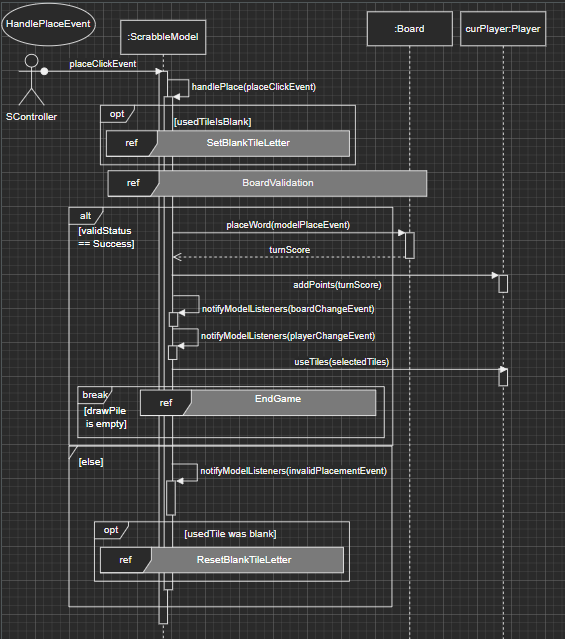 HandlePlaceEvent
:ScrabbleModel
:Board
curPlayer:Player
placeClickEvent
SController
handlePlace(placeClickEvent)
opt
[usedTileIsBlank]
ref
SetBlankTileLetter
ref
BoardValidation
alt
[validStatus
== Success]
placeWord(modelPlaceEvent)
turnScore
addPoints(turnScore)
notifyModelListeners(boardChangeEvent)
notifyModelListeners(playerChangeEvent)
useTiles(selectedTiles)
break
[drawPile
is empty]
ref
EndGame
[else]
notifyModelListeners(invalidPlacementEvent)
opt
[usedTile was blank]
ref
ResetBlankTileLetter